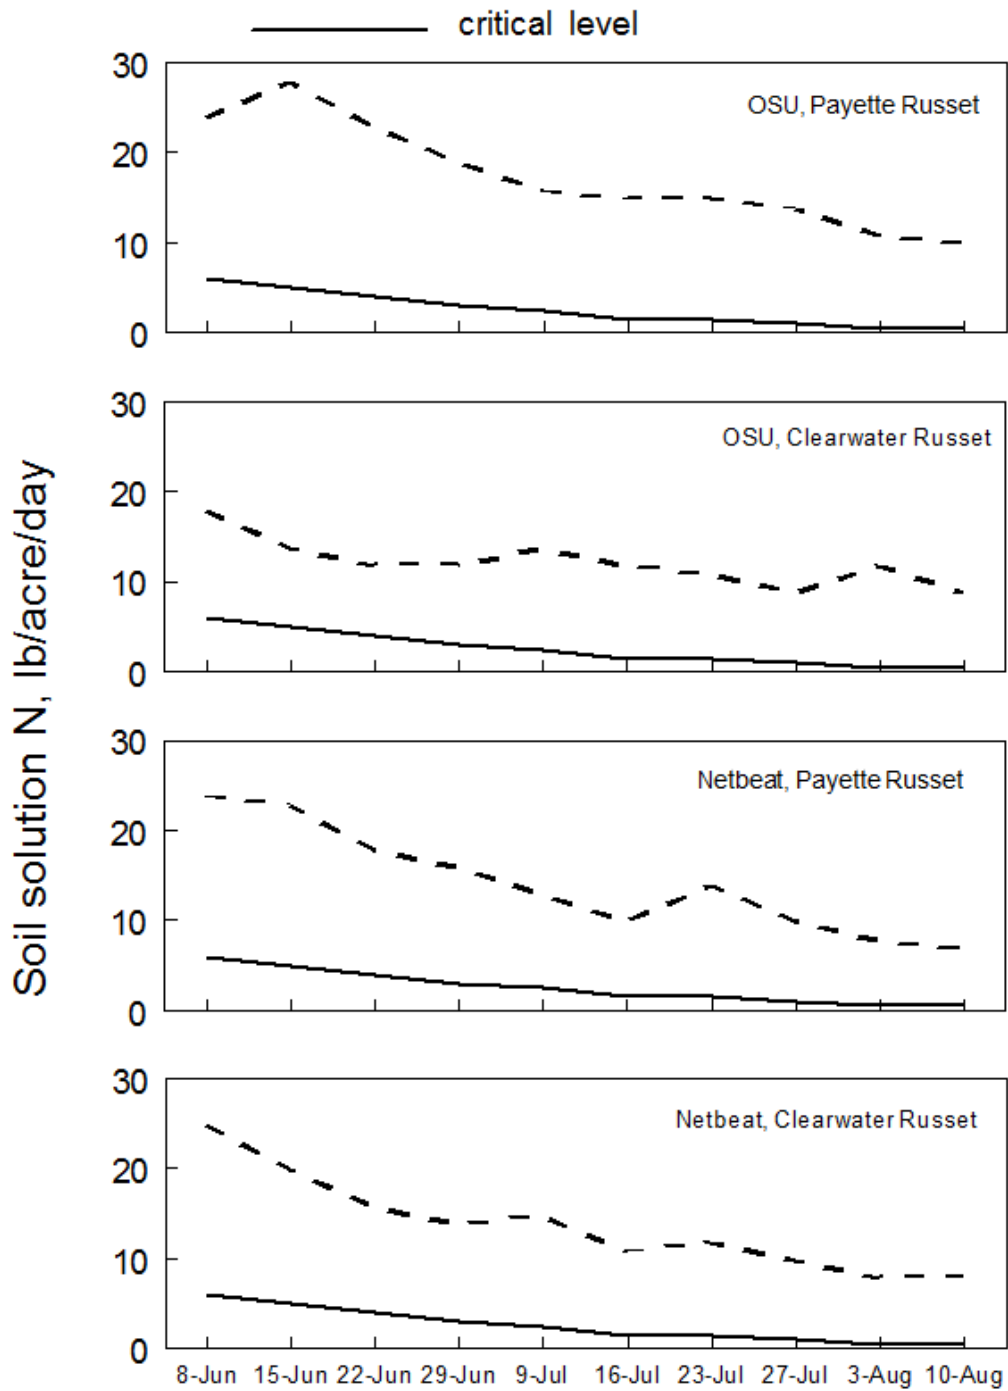 critical level
Soil solution N, lb/acre/day
30
OSU, Payette Russet
20
10
0
30
OSU, Clearwater Russet
20
10
0
30
Netbeat, Payette Russet
20
10
0
30
Netbeat, Clearwater Russet
20
10
0
8-Jun 15-Jun 22-Jun 29-Jun 9-Jul 16-Jul 23-Jul 27-Jul 3-Aug 10-Aug